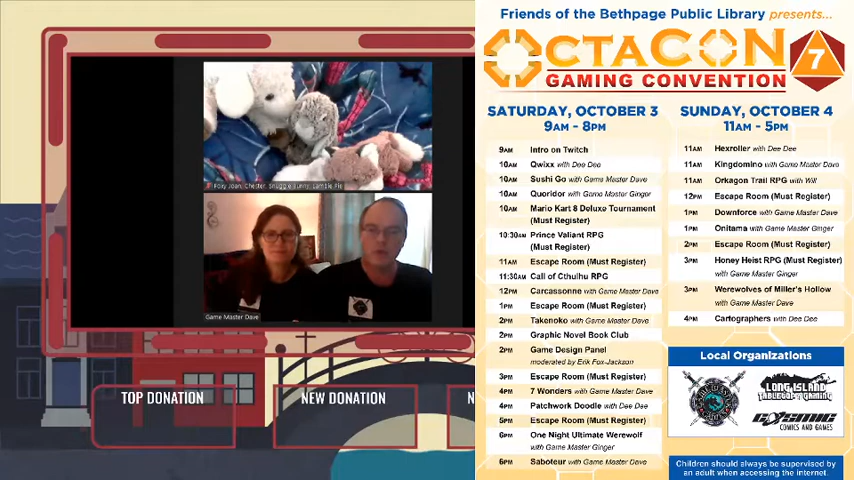 Foxy Joan, Chester, Snuggle Bunny, Lambie Pie
Game Master Dave
TOP DONATION
NEW DONATION
N
Friends of the Bethpage Public Library presents...
OCTACON 7
GAMING CONVENTION
SATURDAY, OCTOBER 3
9AM - 8PM
9AM Intro on Twitch
10AM Qwixx with Dee Dee
10AM Sushi Go with Game Master Dave
10AM Quoridor with Game Master Ginger
10AM Mario Kart 8 Deluxe Tournament
(Must Register)
10:30AM Prince Valiant RPG
(Must Register)
11AM Escape Room (Must Register)
11:30AM Call of Cthulhu RPG
12PM Carcassonne with Game Master Dave
1PM Escape Room (Must Register)
2PM Takenoko with Game Master Dave
2PM Graphic Novel Book Club
2PM Game Design Panel
moderated by Erik Fox-Jackson
3PM Escape Room (Must Register)
4PM 7 Wonders with Game Master Dave
4PM Patchwork Doodle with Dee Dee
5PM Escape Room (Must Register)
6PM One Night Ultimate Werewolf
with Game Master Ginger
6PM Saboteur with Game Master Dave
SUNDAY, OCTOBER 4
11AM - 5PM
11AM Hexroller with Dee Dee
11AM Kingdomino with Game Master Dave
11AM Orkagon Trail RPG with Will
12PM Escape Room (Must Register)
1PM Downforce with Game Master Dave
1PM Onitama with Game Master Ginger
2PM Escape Room (Must Register)
3PM Honey Heist RPG (Must Register)
with Game Master Ginger
3PM Werewolves of Miller's Hollow
with Game Master Dave
4PM Cartographers with Dee Dee
Local Organizations
LONG ISLAND
TABLETOP GAMING
COSMIC
COMICS AND GAMES
Children should always be supervised by
an adult when accessing the internet.